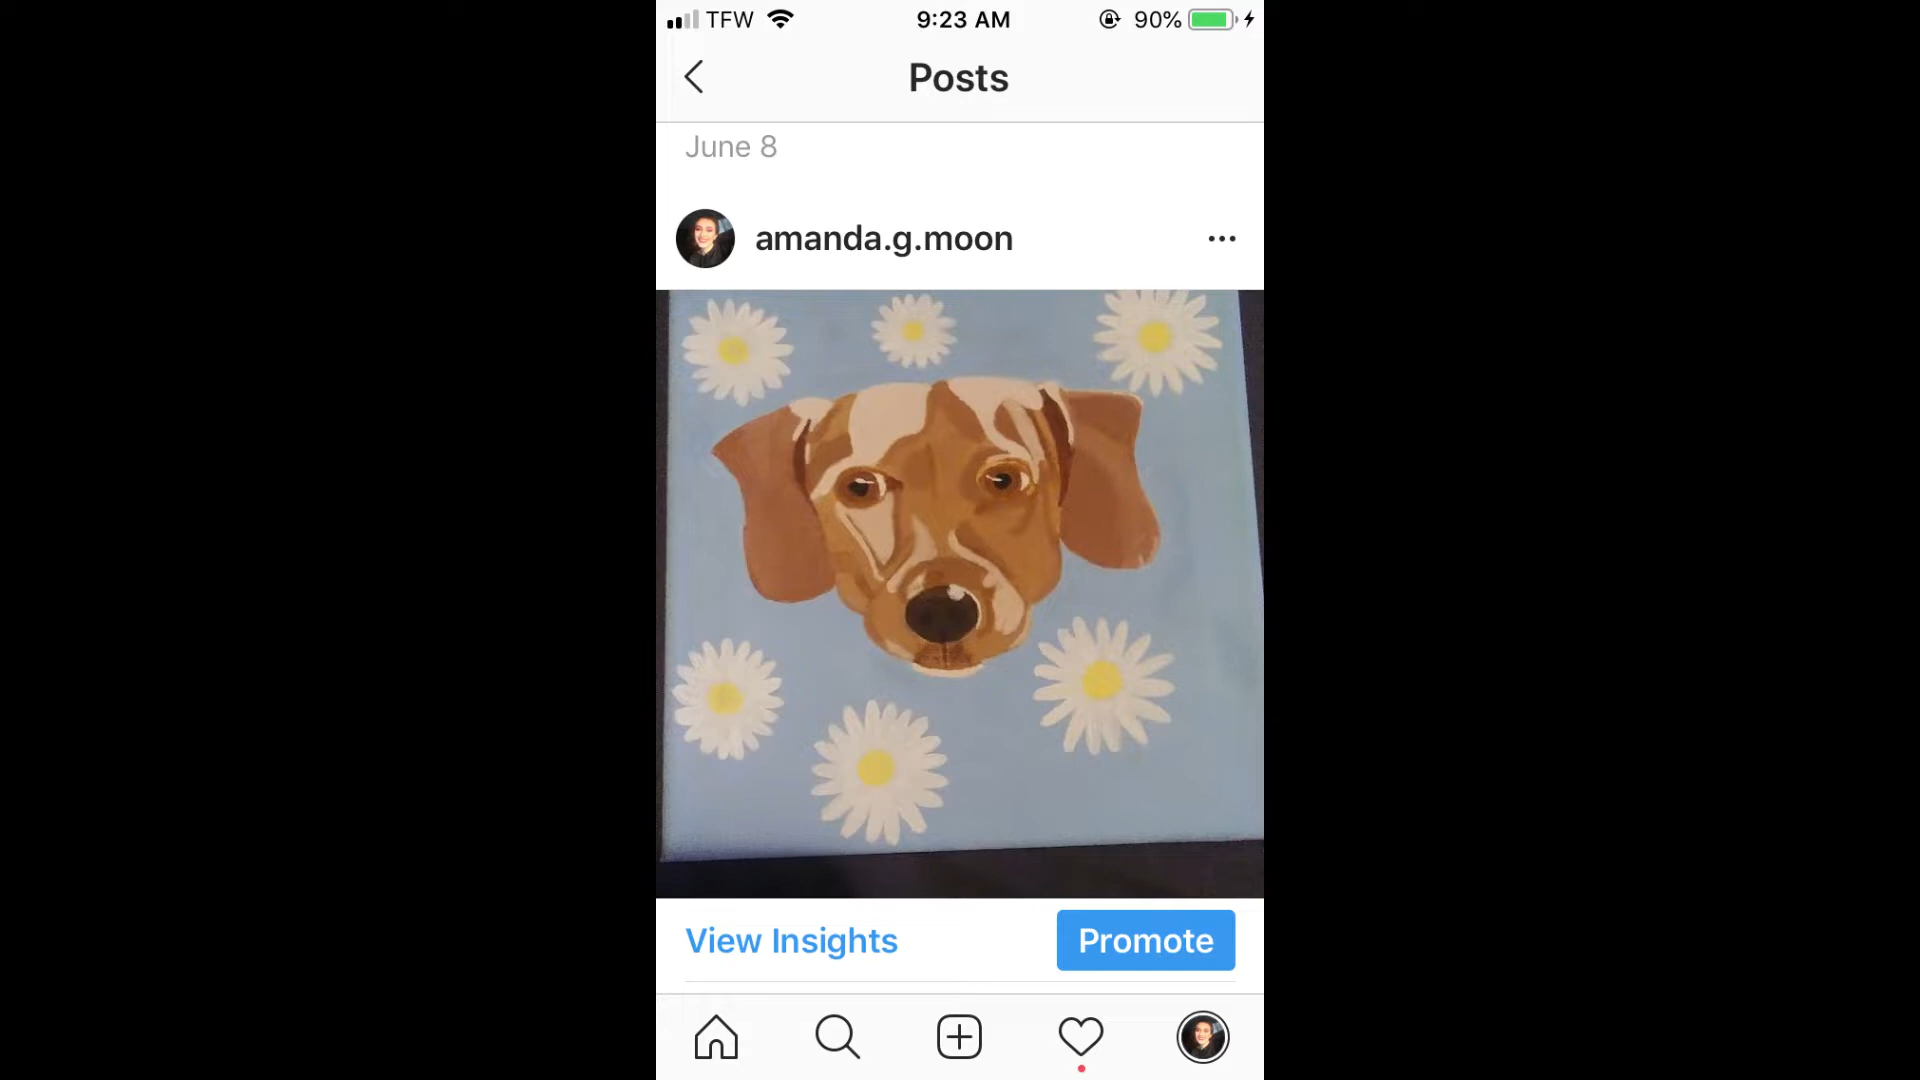 TFW 9:23 AM 90%
Posts
June 8
amanda.g.moon
View Insights Promote